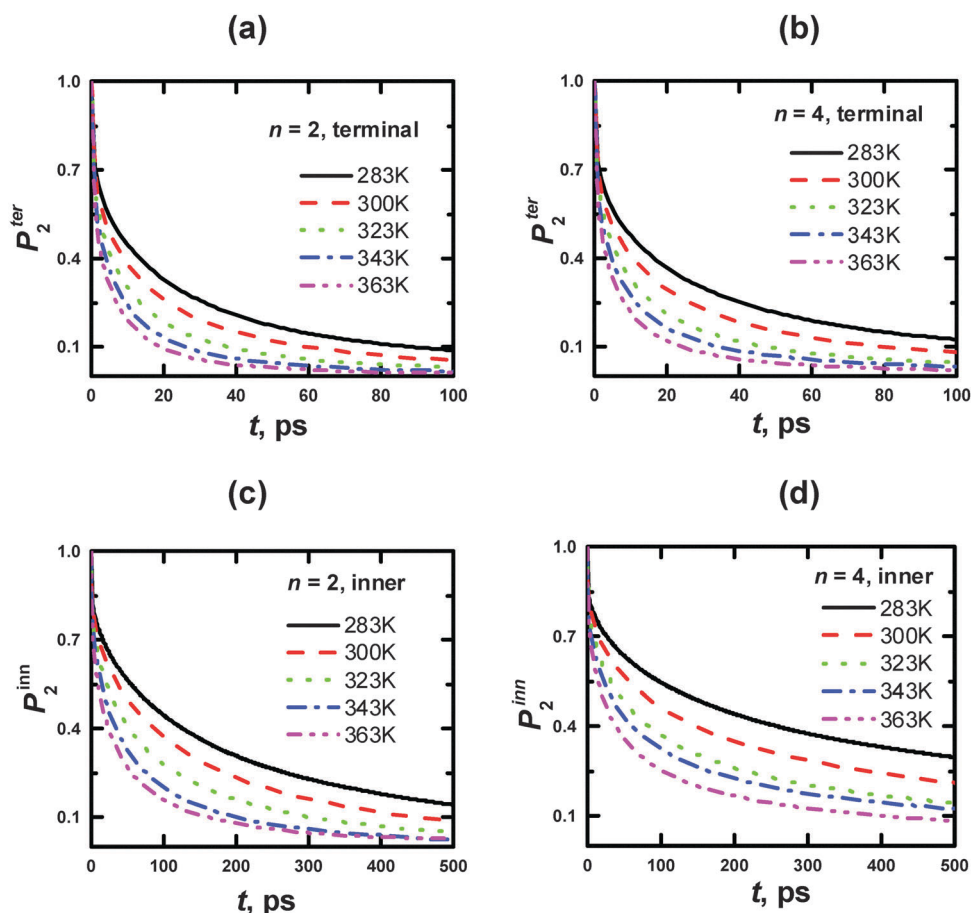 (a)
1.0
0.7
0.4
0.1
P2^ter
n = 2, terminal
283K
300K
323K
343K
363K
0 20 40 60 80 100
t, ps
(b)
1.0
0.7
0.4
0.1
P2^ter
n = 4, terminal
283K
300K
323K
343K
363K
0 20 40 60 80 100
t, ps
(c)
1.0
0.7
0.4
0.1
P2^inn
n = 2, inner
283K
300K
323K
343K
363K
0 100 200 300 400 500
t, ps
(d)
1.0
0.7
0.4
0.1
P2^inn
n = 4, inner
283K
300K
323K
343K
363K
0 100 200 300 400 500
t, ps